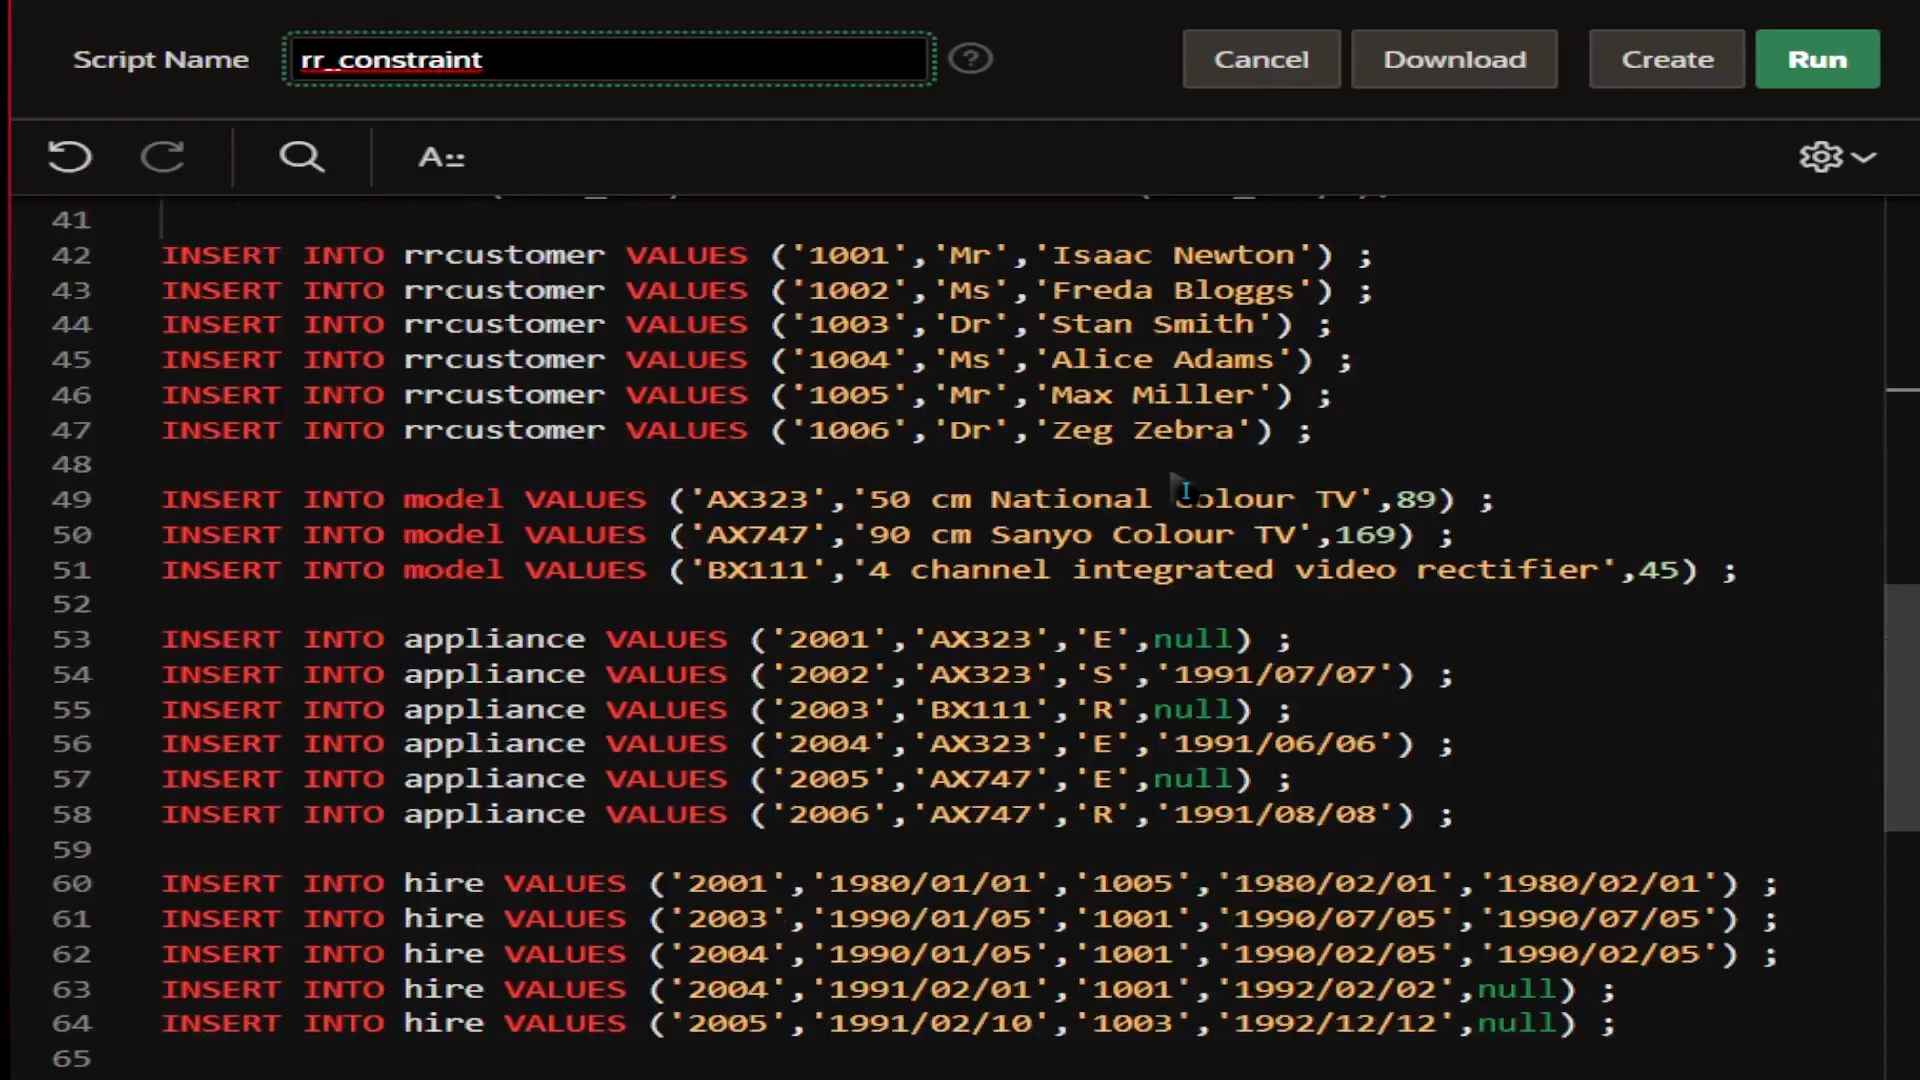 Script Name rr_constraint ? Cancel Download Create Run
A
41
42 INSERT INTO rrcustomer VALUES ('1001','Mr','Isaac Newton') ;
43 INSERT INTO rrcustomer VALUES ('1002','Ms','Freda Bloggs') ;
44 INSERT INTO rrcustomer VALUES ('1003','Dr','Stan Smith') ;
45 INSERT INTO rrcustomer VALUES ('1004','Ms','Alice Adams') ;
46 INSERT INTO rrcustomer VALUES ('1005','Mr','Max Miller') ;
47 INSERT INTO rrcustomer VALUES ('1006','Dr','Zeg Zebra') ;
48
49 INSERT INTO model VALUES ('AX323','50 cm National Colour TV',89) ;
50 INSERT INTO model VALUES ('AX747','90 cm Sanyo Colour TV',169) ;
51 INSERT INTO model VALUES ('BX111','4 channel integrated video rectifier',45) ;
52
53 INSERT INTO appliance VALUES ('2001','AX323','E',null) ;
54 INSERT INTO appliance VALUES ('2002','AX323','S','1991/07/07') ;
55 INSERT INTO appliance VALUES ('2003','BX111','R',null) ;
56 INSERT INTO appliance VALUES ('2004','AX323','E','1991/06/06') ;
57 INSERT INTO appliance VALUES ('2005','AX747','E',null) ;
58 INSERT INTO appliance VALUES ('2006','AX747','R','1991/08/08') ;
59
60 INSERT INTO hire VALUES ('2001','1980/01/01','1005','1980/02/01','1980/02/01') ;
61 INSERT INTO hire VALUES ('2003','1990/01/05','1001','1990/07/05','1990/07/05') ;
62 INSERT INTO hire VALUES ('2004','1990/01/05','1001','1990/02/05','1990/02/05') ;
63 INSERT INTO hire VALUES ('2004','1991/02/01','1001','1992/02/02',null) ;
64 INSERT INTO hire VALUES ('2005','1991/02/10','1003','1992/12/12',null) ;
65